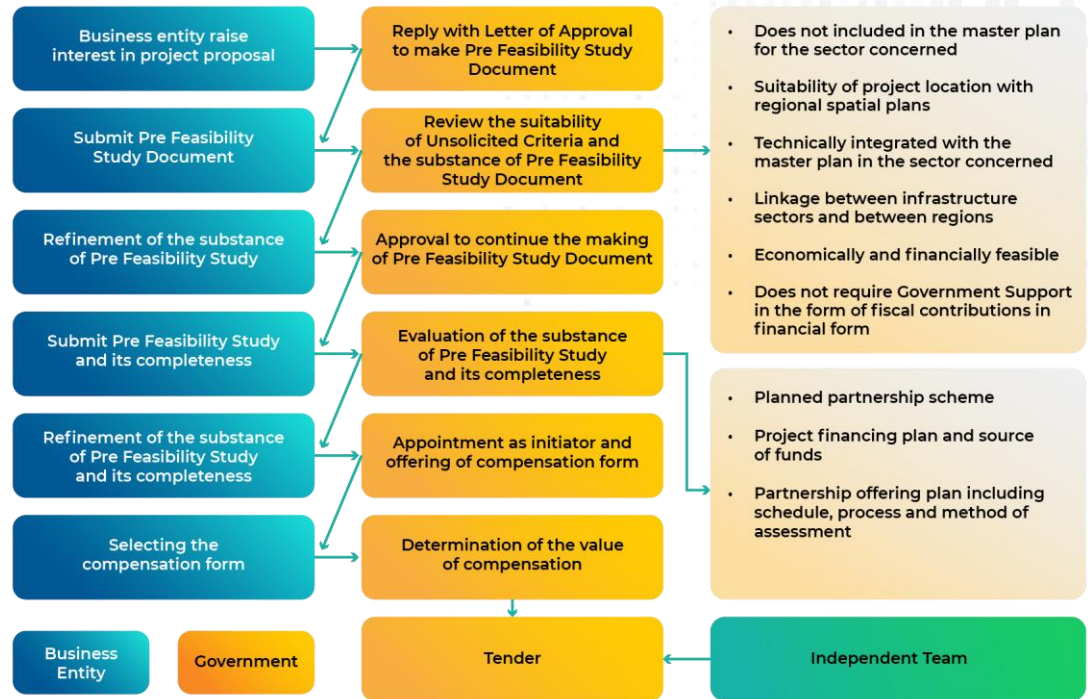 Business entity raise
interest in project proposal
Reply with Letter of Approval
to make Pre Feasibility Study
Document
Submit Pre Feasibility
Study Document
Review the suitability
of Unsolicited Criteria and
the substance of Pre Feasibility
Study Document
Refinement of the substance
of Pre Feasibility Study
Approval to continue the making
of Pre Feasibility Study Document
Submit Pre Feasibility Study
and its completeness
Evaluation of the substance
of Pre Feasibility Study
and its completeness
Refinement of the substance
of Pre Feasibility Study
and its completeness
Appointment as initiator and
offering of compensation form
Selecting the
compensation form
Determination of the value
of compensation
• Does not included in the master plan
for the sector concerned
• Suitability of project location with
regional spatial plans
• Technically integrated with the
master plan in the sector concerned
• Linkage between infrastructure
sectors and between regions
• Economically and financially feasible
• Does not require Government Support
in the form of fiscal contributions in
financial form
• Planned partnership scheme
• Project financing plan and source
of funds
• Partnership offering plan including
schedule, process and method of
assessment
Business
Entity
Government
Tender
Independent Team